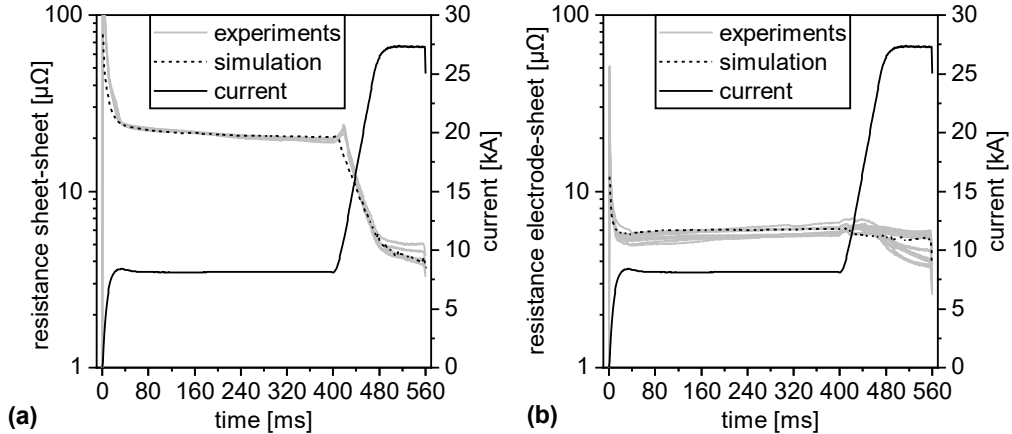 100
10
1
resistance sheet-sheet [µΩ]
experiments
simulation
current
30
25
20
15
10
5
0
current [kA]
0 80 160 240 320 400 480 560
time [ms]
(a)
100
10
1
resistance electrode-sheet [µΩ]
experiments
simulation
current
30
25
20
15
10
5
0
current [kA]
0 80 160 240 320 400 480 560
time [ms]
(b)